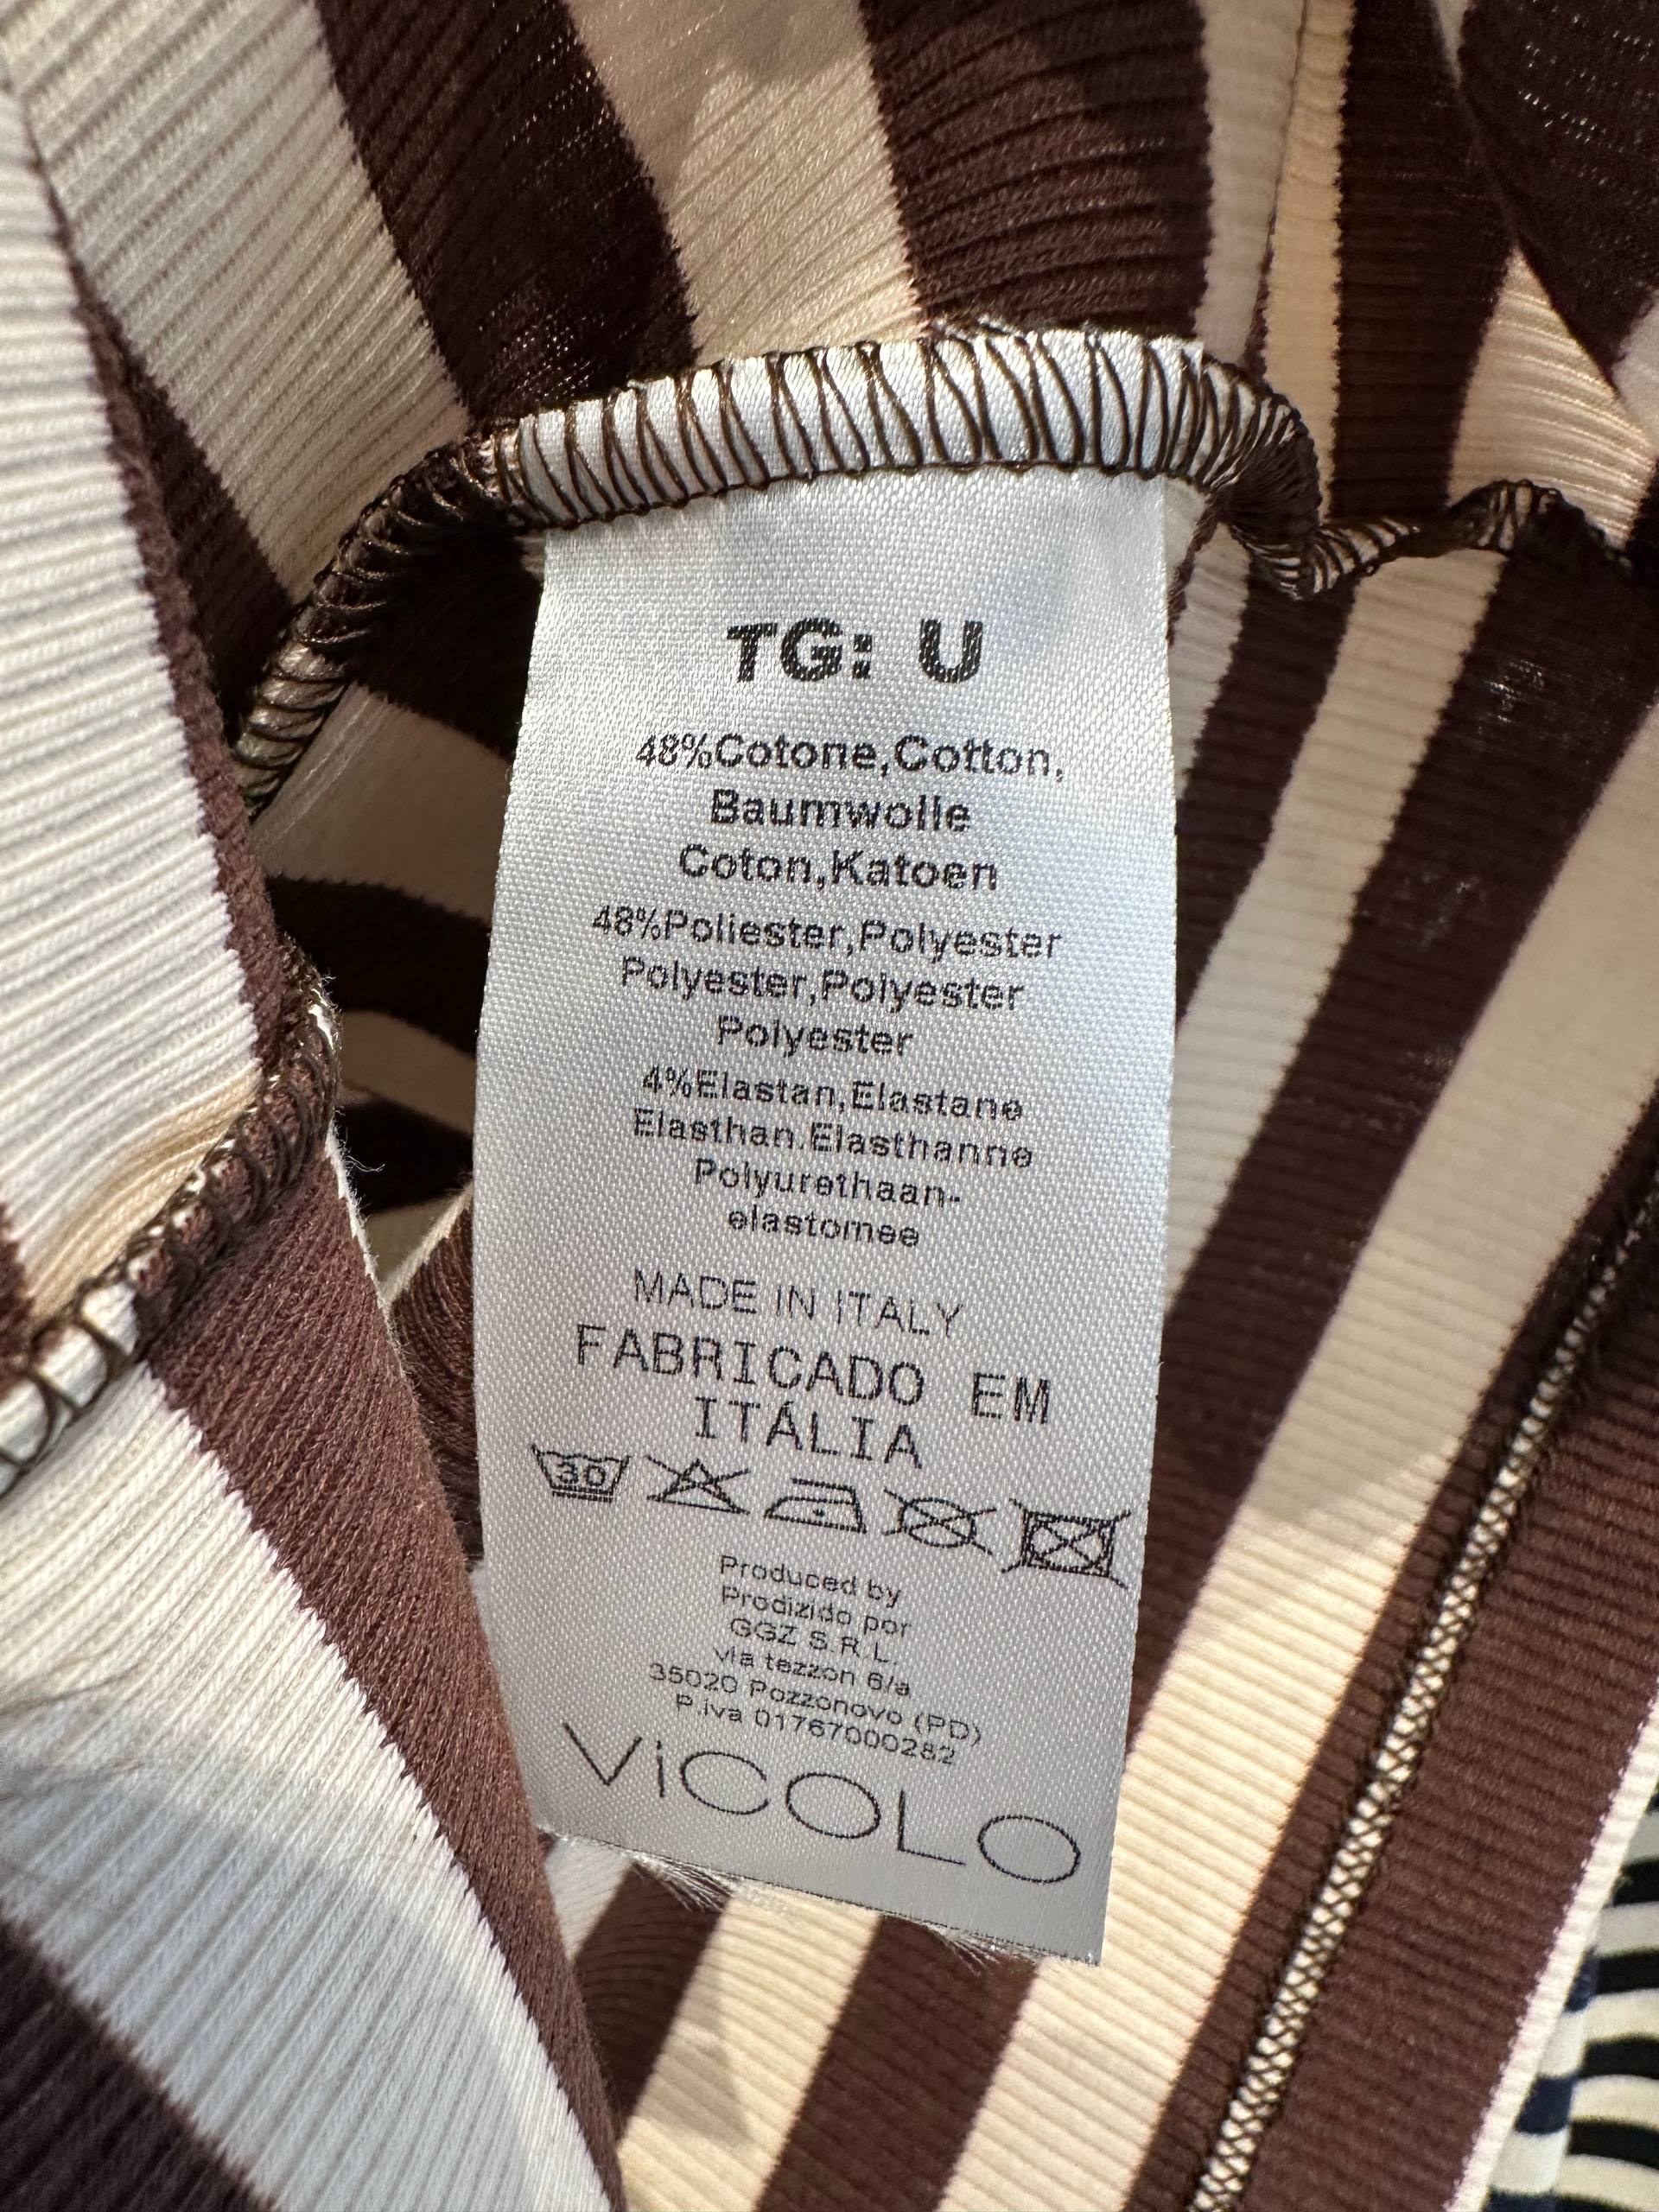 TG: U
48%Cotone,Cotton,
Baumwolle
Coton,Katoen
48%Poliester,Polyester
Polyester,Polyester
Polyester
4%Elastan,Elastane
Elasthan.Elasthanne
Polyurethaan-
elastomee
MADE IN ITALY
FABRICADO EM
ITÁLIA
30
Produced by
Prodizido por
GGZ S.R.L.
via tezzon 6/a
35020 Pozzonovo (PD)
P.iva 01767000282
ViCOLO